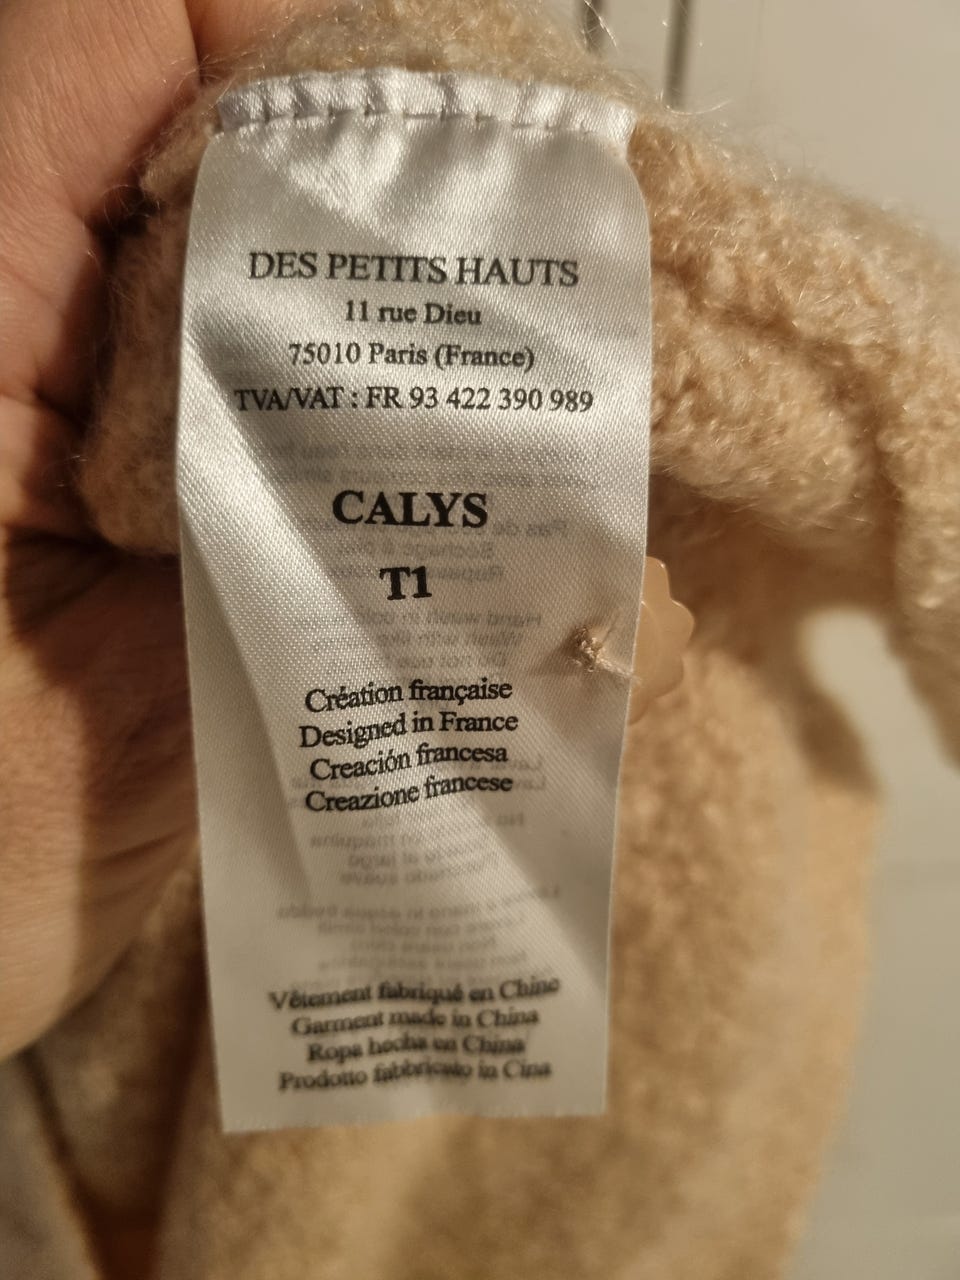 DES PETITS HAUTS
11 rue Dieu
75010 Paris (France)
TVA/VAT : FR 93 422 390 989
CALYS
T1
Création française
Designed in France
Creación francesa
Creazione francese
Vêtement fabriqué en Chine
Garment made in China
Ropa hecha en China
Prodotto fabbricato in Cina